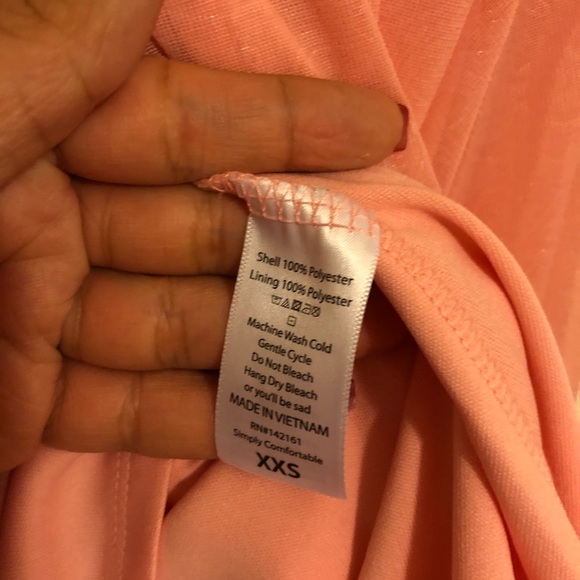 Shell 100% Polyester
Lining 100% Polyester
Machine Wash Cold
Gentle Cycle
Do Not Bleach
Hang Dry Bleach
or you'll be sad
MADE IN VIETNAM
RN#142161
Simply Comfortable
XXS